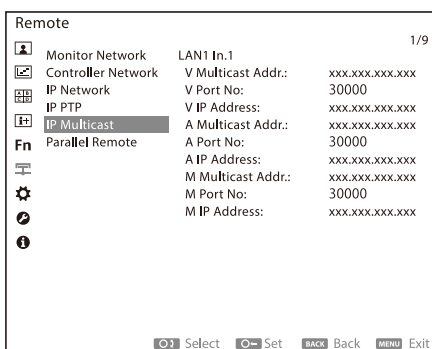 Remote
1/9
Monitor Network
Controller Network
IP Network
IP PTP
IP Multicast
Fn Parallel Remote
LAN1 In.1
V Multicast Addr.: xxx.xxx.xxx.xxx
V Port No: 30000
V IP Address: xxx.xxx.xxx.xxx
A Multicast Addr.: xxx.xxx.xxx.xxx
A Port No: 30000
A IP Address: xxx.xxx.xxx.xxx
M Multicast Addr.: xxx.xxx.xxx.xxx
M Port No: 30000
M IP Address: xxx.xxx.xxx.xxx
Select Set BACK Back MENU Exit